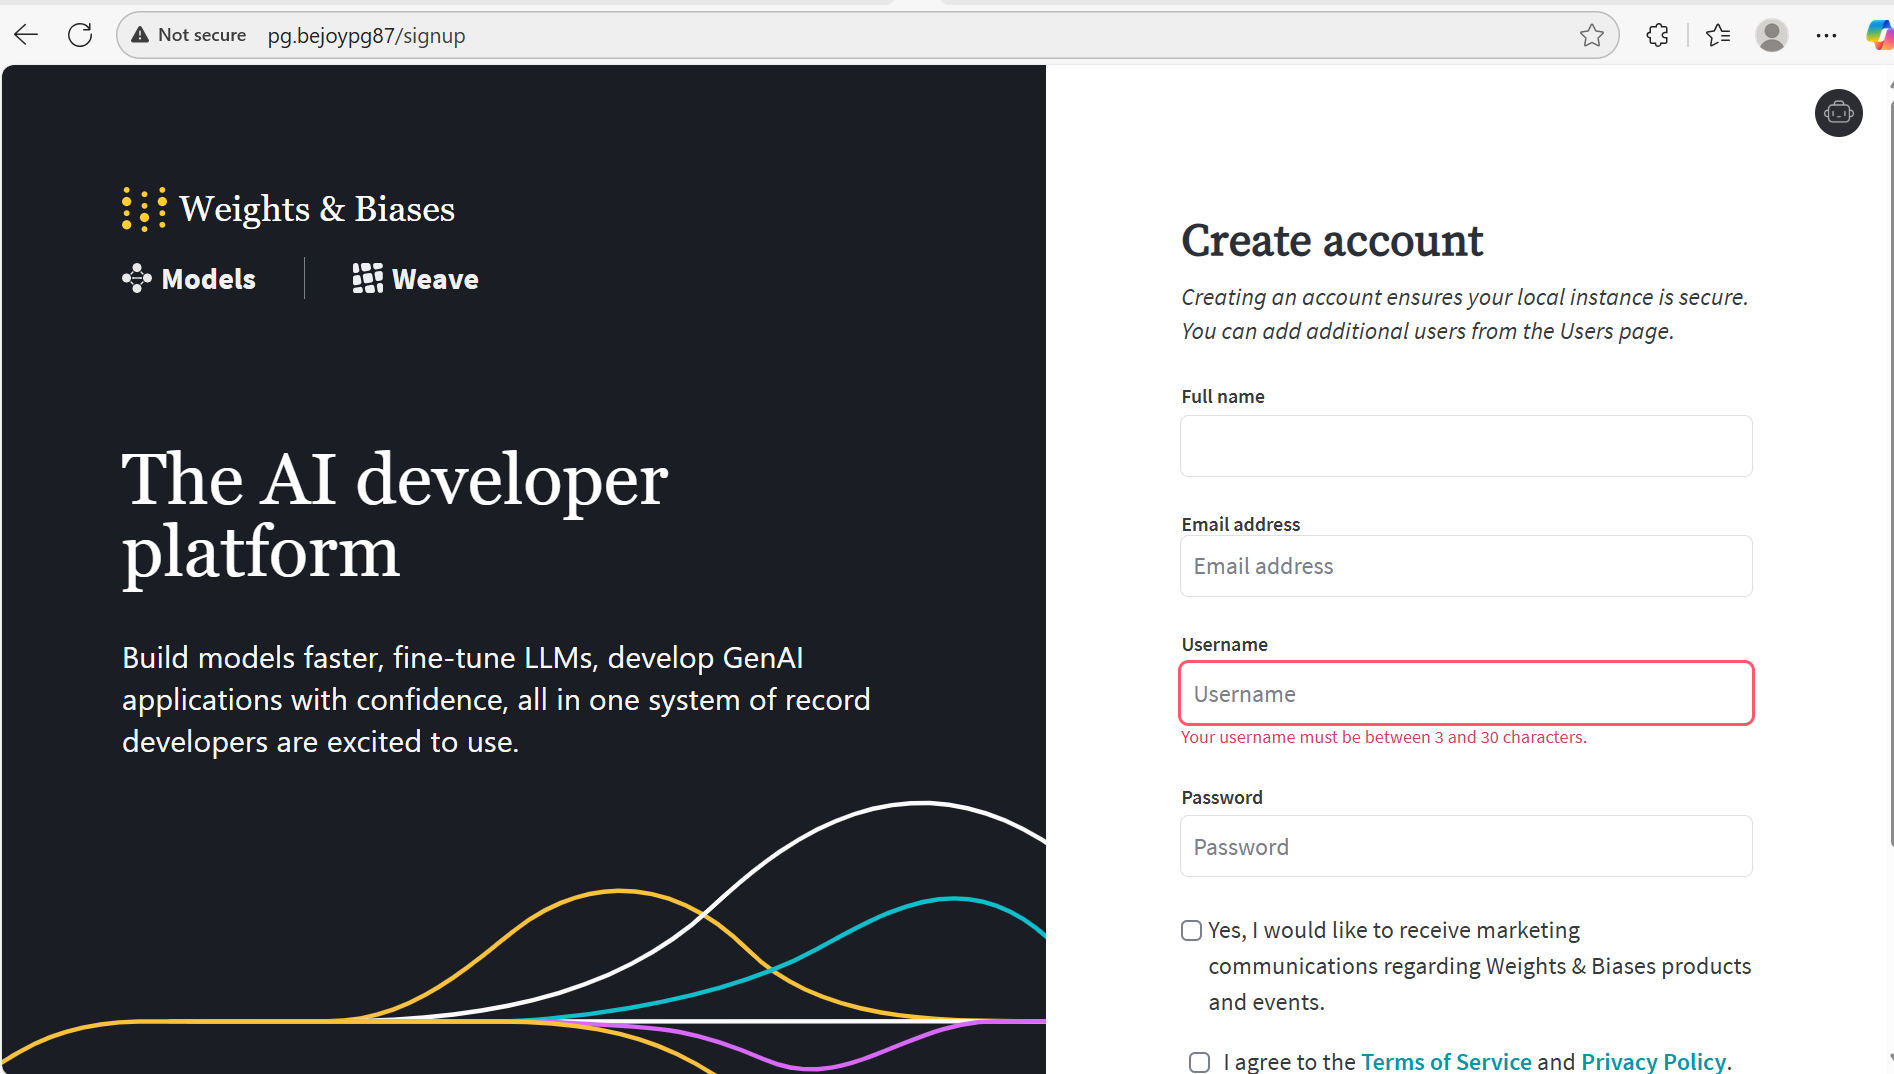 Not secure pg.bejoypg87/signup
Weights & Biases
Models Weave
The AI developer
platform
Build models faster, fine-tune LLMs, develop GenAI
applications with confidence, all in one system of record
developers are excited to use.
Create account
Creating an account ensures your local instance is secure.
You can add additional users from the Users page.
Full name
Email address
Email address
Username
Username
Your username must be between 3 and 30 characters.
Password
Password
Yes, I would like to receive marketing
communications regarding Weights & Biases products
and events.
I agree to the Terms of Service and Privacy Policy.